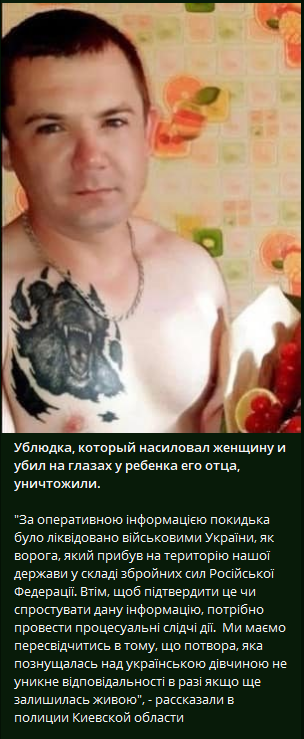 Ублюдка, который насиловал женщину и
убил на глазах у ребенка его отца,
уничтожили.
"За оперативною інформацією покидька
було ліквідовано військовими України, як
ворога, який прибув на територію нашої
держави у складі збройних сил Російської
Федерації. Втім, щоб підтвердити це чи
спростувати дану інформацію, потрібно
провести процесуальні слідчі дії. Ми маємо
пересвідчитись в тому, що потвора, яка
познущалась над українською дівчиною не
уникне відповідальності в разі якщо ще
залишилась живою", - рассказали в
полиции Киевской области